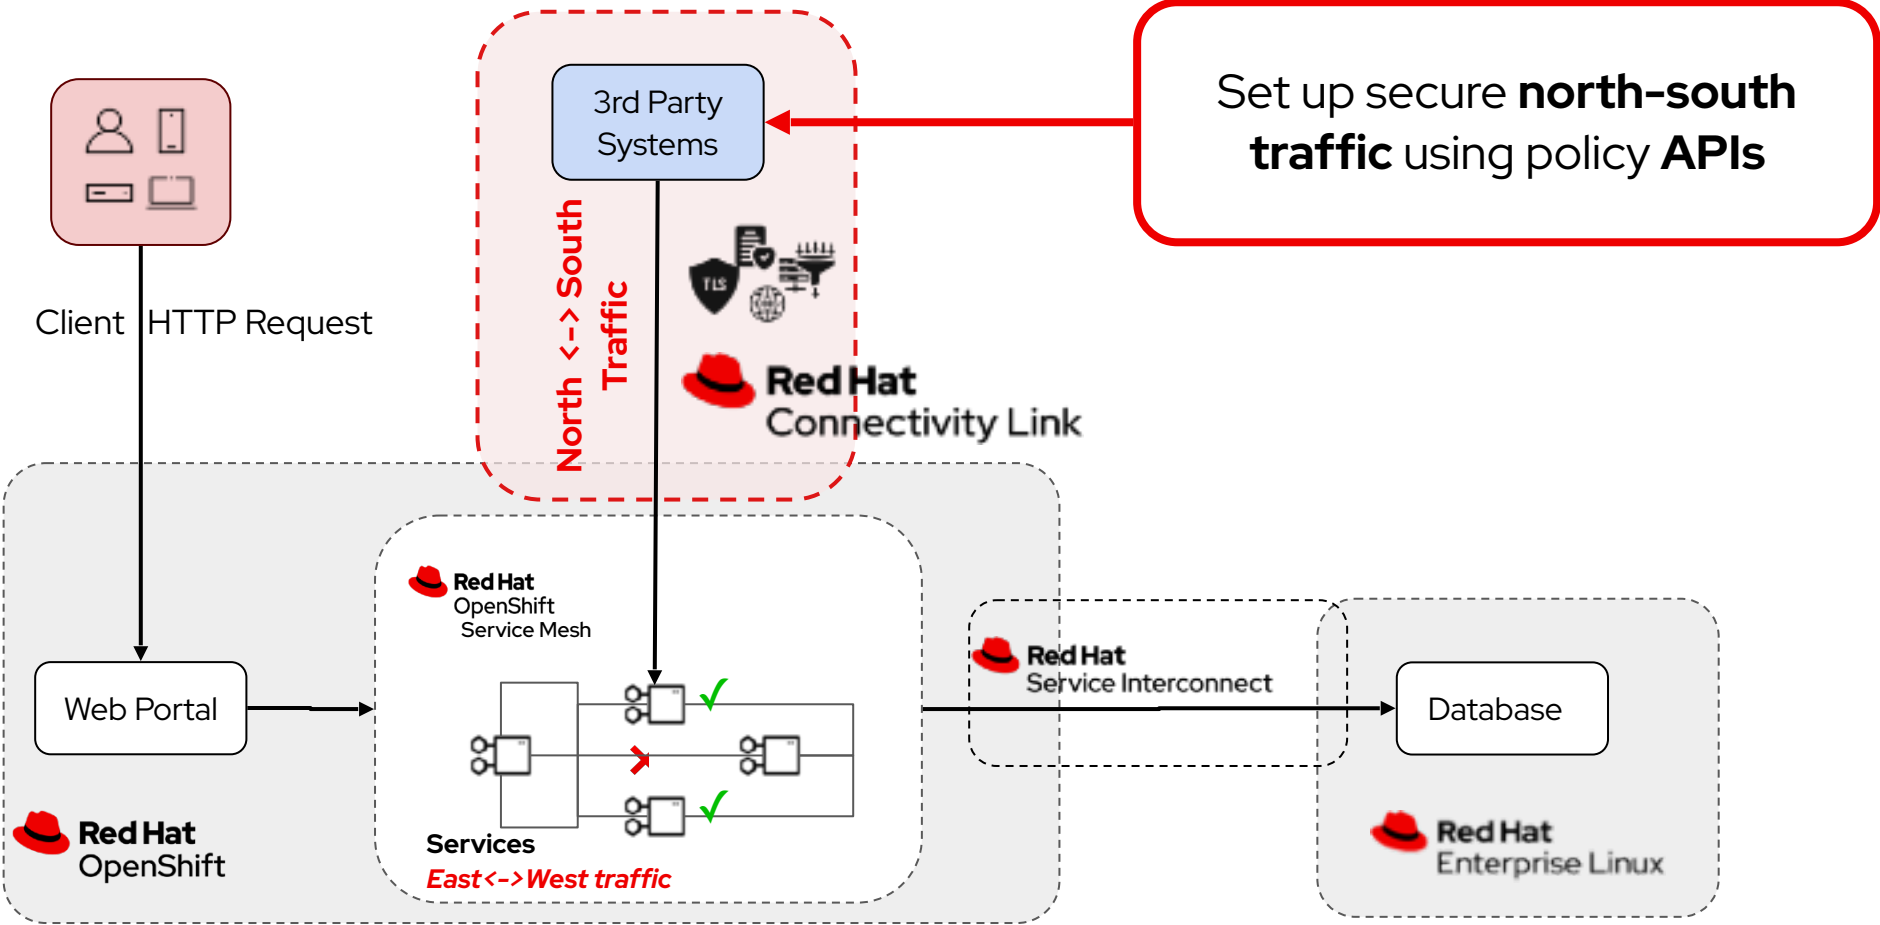 3rd Party
Systems
Set up secure north-south
traffic using policy APIs
Client HTTP Request
North <-> South
Traffic
TLS
Red Hat
Connectivity Link
Red Hat
OpenShift
Service Mesh
Red Hat
Service Interconnect
Web Portal
Database
Services
East<->West traffic
Red Hat
OpenShift
Red Hat
Enterprise Linux